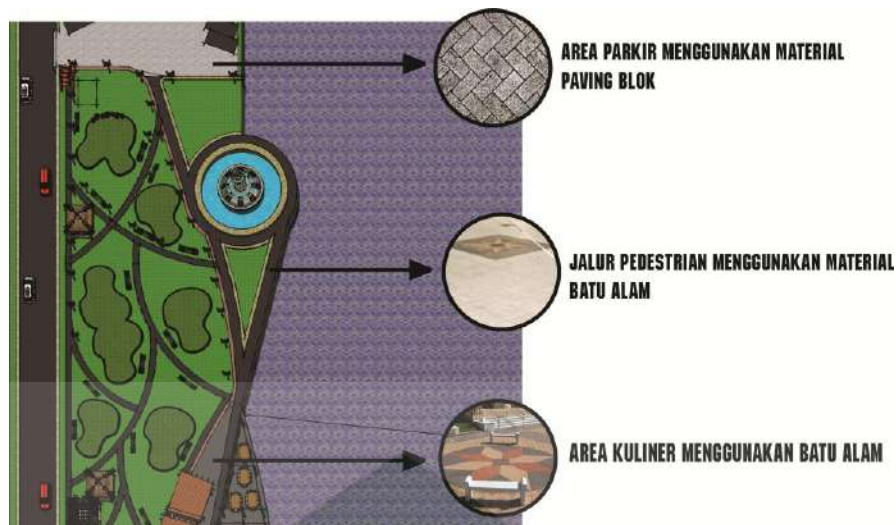 AREA PARKIR MENGGUNAKAN MATERIAL
PAVING BLOK
JALUR PEDESTRIAN MENGGUNAKAN MATERIAL
BATU ALAM
AREA KULINER MENGGUNAKAN BATU ALAM